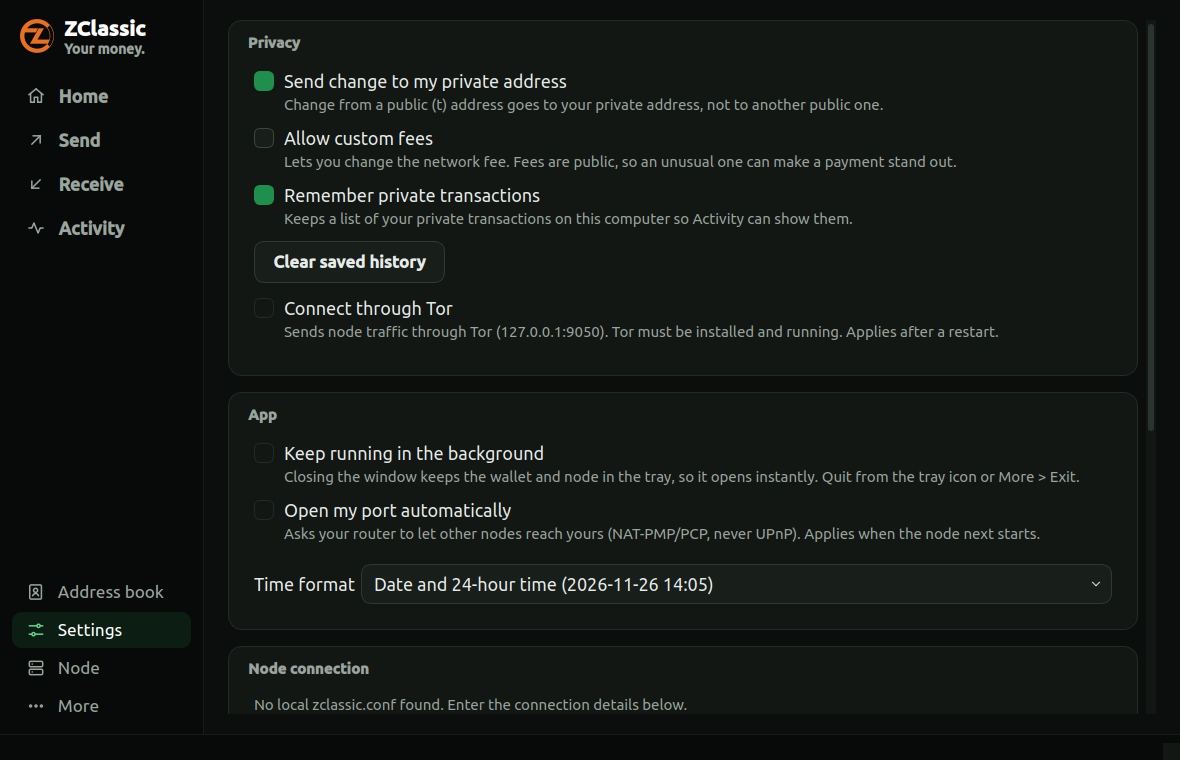 ZClassic
Your money.
Home
Send
Receive
Activity
Address book
Settings
Node
More
Privacy
Send change to my private address
Change from a public (t) address goes to your private address, not to another public one.
Allow custom fees
Lets you change the network fee. Fees are public, so an unusual one can make a payment stand out.
Remember private transactions
Keeps a list of your private transactions on this computer so Activity can show them.
Clear saved history
Connect through Tor
Sends node traffic through Tor (127.0.0.1:9050). Tor must be installed and running. Applies after a restart.
App
Keep running in the background
Closing the window keeps the wallet and node in the tray, so it opens instantly. Quit from the tray icon or More > Exit.
Open my port automatically
Asks your router to let other nodes reach yours (NAT-PMP/PCP, never UPnP). Applies when the node next starts.
Time format Date and 24-hour time (2026-11-26 14:05)
Node connection
No local zclassic.conf found. Enter the connection details below.